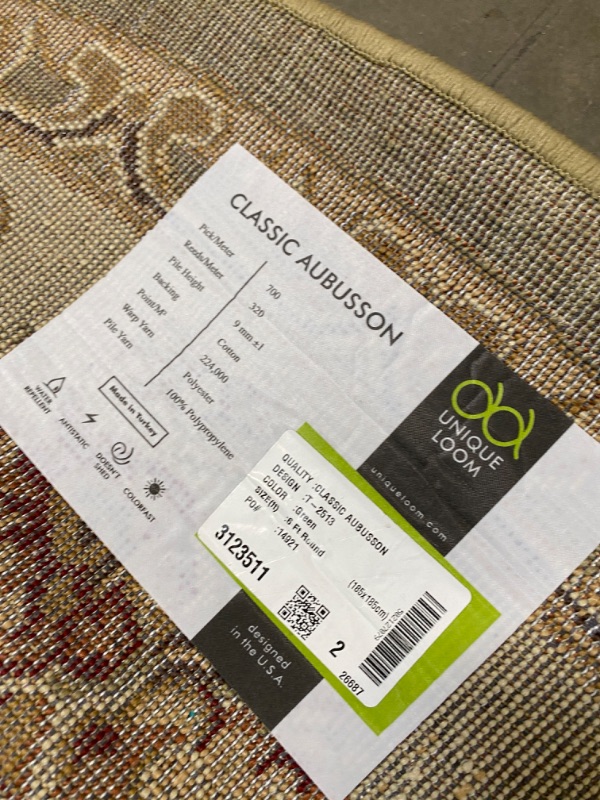 CLASSIC AUBUSSON
Pick/Meter 700
Reeds/Meter 320
Pile Height 9 mm ±1
Backing Cotton
Point/M² 224,000
Warp Yarn Polyester
Pile Yarn 100% Polypropylene
Made in Turkey
WATER REPELLENT
ANTISTATIC
DOESN'T SHED
COLORFAST
UNIQUE
LOOM
uniqueloom.com
QUALITY :CLASSIC AUBUSSON
DESIGN :T-2513
COLOR :Green
SIZE(ft) :6 Ft Round (185x185cm)
PO# :14921
3123511
2
26687
designed
in the U.S.A.